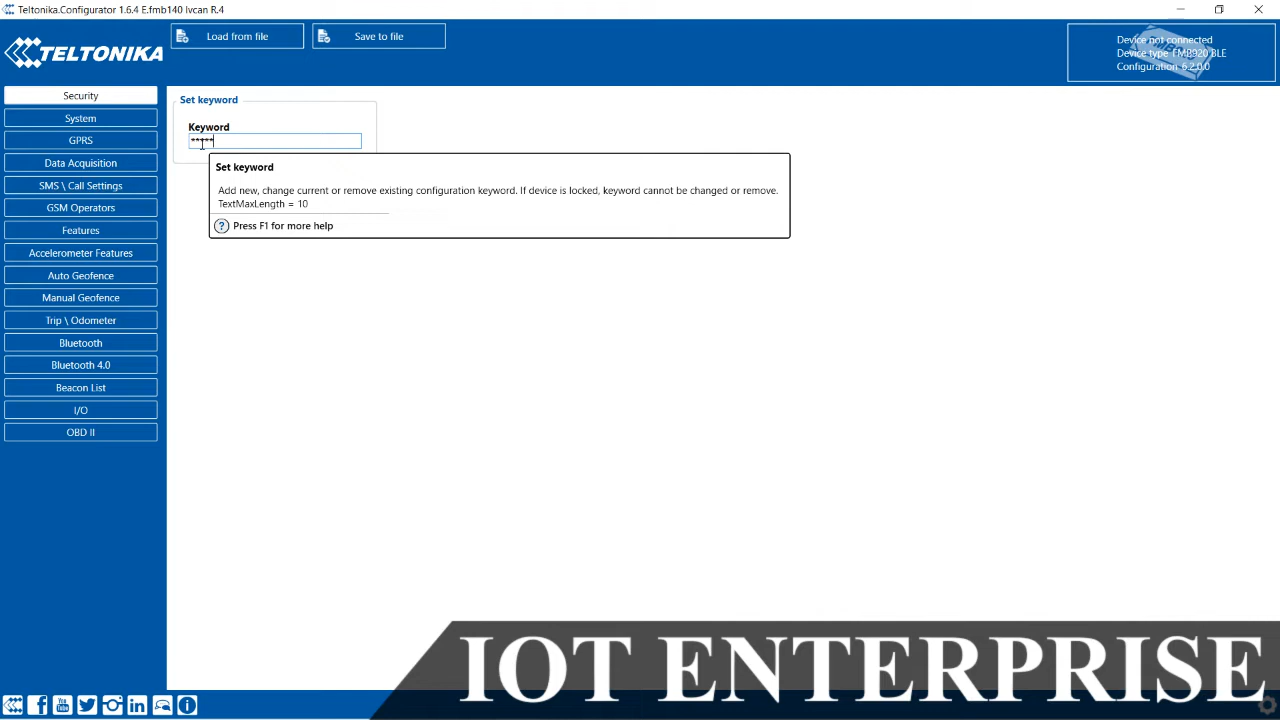 Teltonika.Configurator 1.6.4 E.fmb140 lvcan R.4
TELTONIKA
Load from file
Save to file
Device not connected
Device type FMB920 BLE
Configuration 6.2.0.0
Security
System
GPRS
Data Acquisition
SMS \ Call Settings
GSM Operators
Features
Accelerometer Features
Auto Geofence
Manual Geofence
Trip \ Odometer
Bluetooth
Bluetooth 4.0
Beacon List
I/O
OBD II
Set keyword
Keyword
*****
Set keyword
Add new, change current or remove existing configuration keyword. If device is locked, keyword cannot be changed or remove.
TextMaxLength = 10
? Press F1 for more help
IOT ENTERPRISE